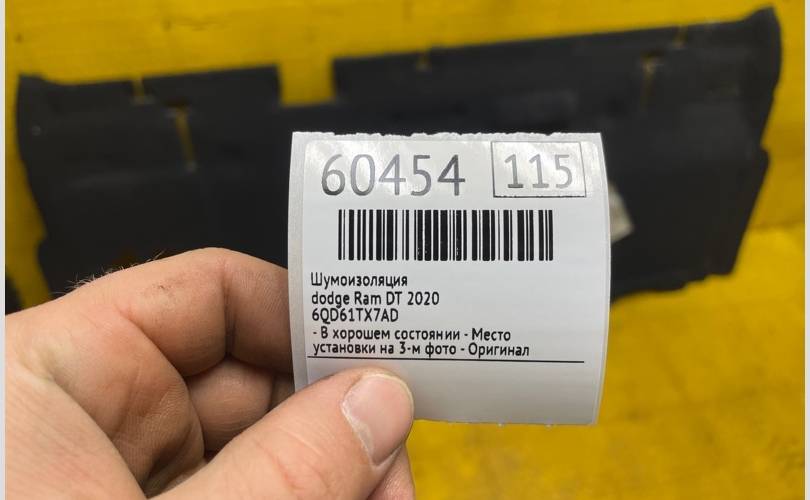 60454 115
Шумоизоляция
dodge Ram DT 2020
6QD61TX7AD
- В хорошем состоянии - Место
установки на 3-м фото - Оригинал